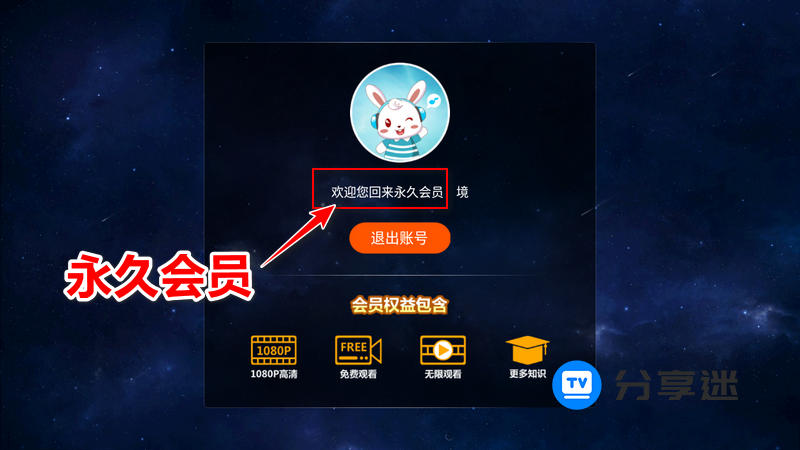 欢迎您回来永久会员 境
退出账号
永久会员
会员权益包含
1080P
FREE
1080P高清
免费观看
无限观看
更多知识
TV
分享迷